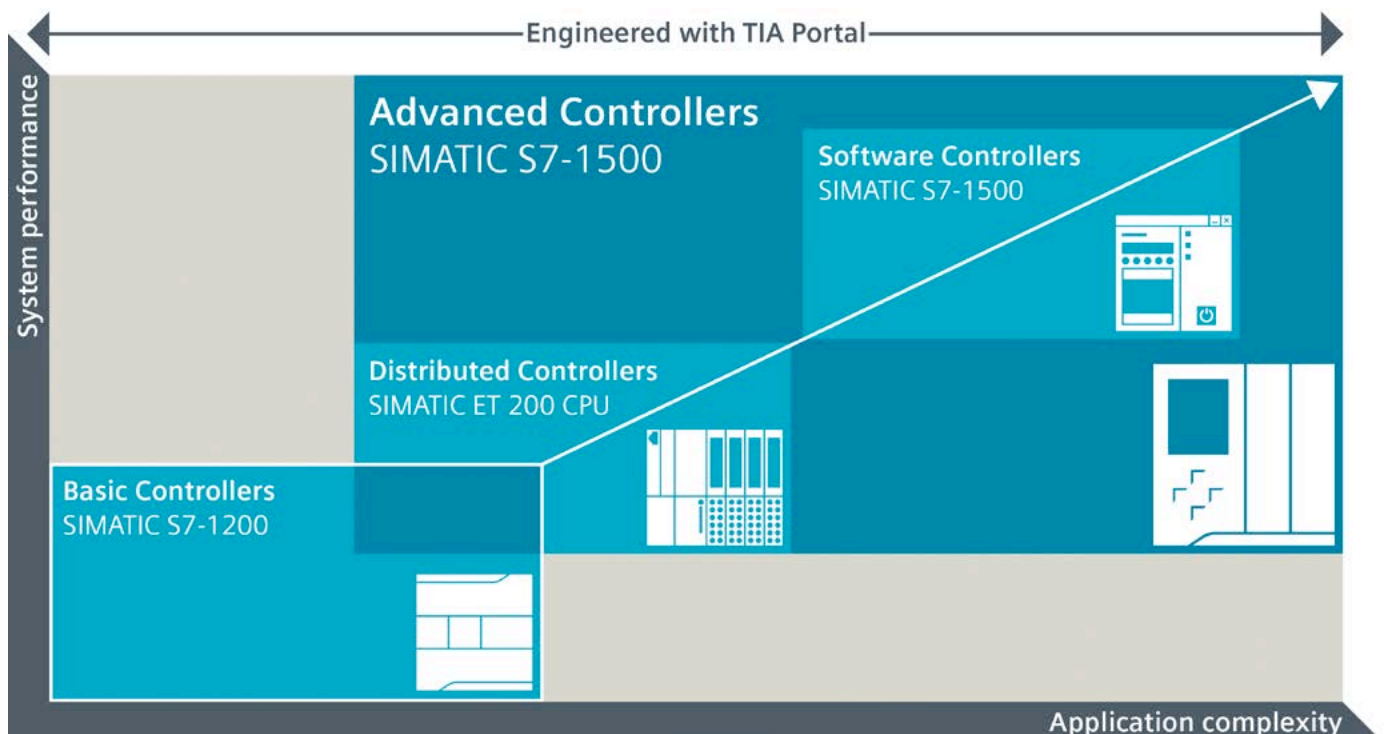 Engineered with TIA Portal
System performance
Advanced Controllers
SIMATIC S7-1500
Software Controllers
SIMATIC S7-1500
Distributed Controllers
SIMATIC ET 200 CPU
Basic Controllers
SIMATIC S7-1200
Application complexity